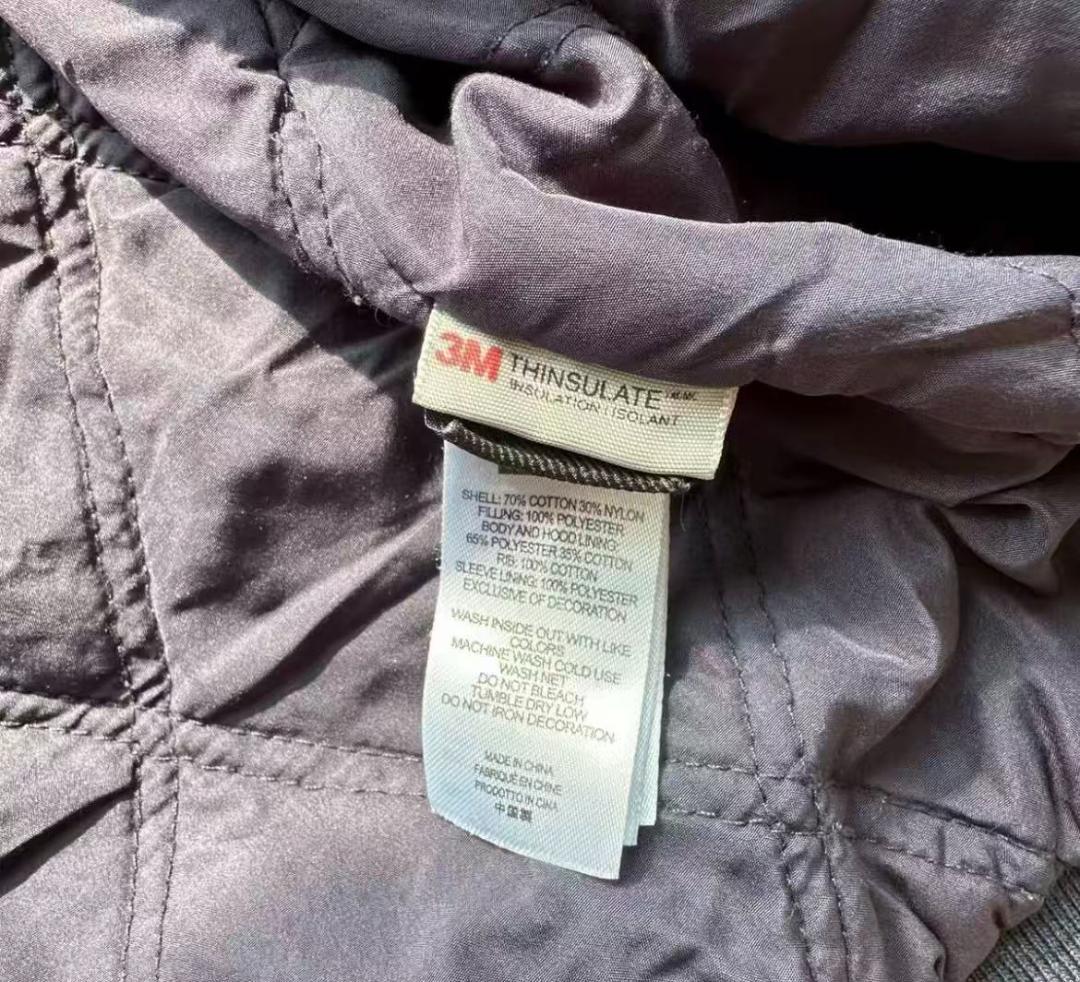 3M THINSULATE
INSULATION | ISOLANT
SHELL: 70% COTTON 30% NYLON
FILLING: 100% POLYESTER
BODY AND HOOD LINING:
65% POLYESTER 35% COTTON
RIB: 100% COTTON
SLEEVE LINING: 100% POLYESTER
EXCLUSIVE OF DECORATION
WASH INSIDE OUT WITH LIKE
COLORS
MACHINE WASH COLD USE
WASH NET
DO NOT BLEACH
TUMBLE DRY LOW
DO NOT IRON DECORATION
MADE IN CHINA
FABRIQUÉ EN CHINE
PRODOTTO IN CINA
中国製